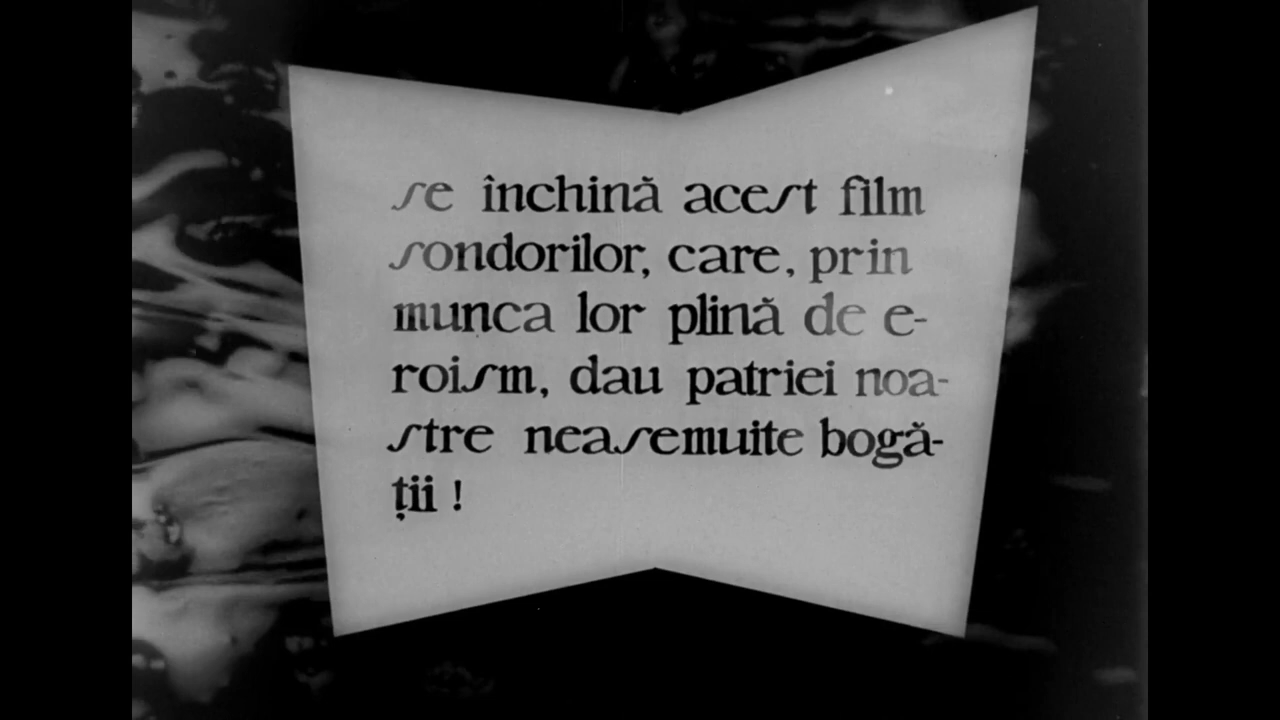 se închină acest film
sondorilor, care, prin
munca lor plină de e-
roism, dau patriei noa-
stre neasemuite bogă-
ții !